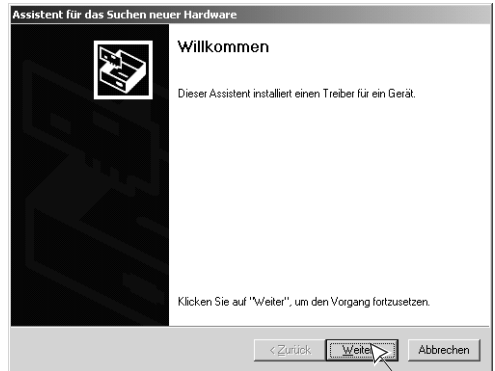 Assistent für das Suchen neuer Hardware
Willkommen
Dieser Assistent installiert einen Treiber für ein Gerät.
Klicken Sie auf "Weiter", um den Vorgang fortzusetzen.
< Zurück Weiter Abbrechen